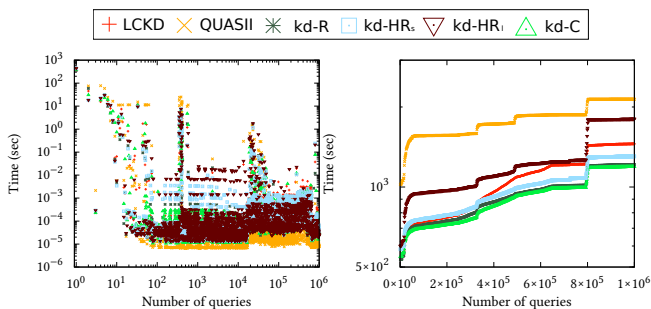 LCKD QUASII kd-R kd-HRₛ kd-HRₗ kd-C
Time (sec)
10³
10²
10¹
10⁰
10⁻¹
10⁻²
10⁻³
10⁻⁴
10⁻⁵
10⁻⁶
10⁰ 10¹ 10² 10³ 10⁴ 10⁵ 10⁶
Number of queries
Time (sec)
10³
5×10²
0×10⁰ 2×10⁵ 4×10⁵ 6×10⁵ 8×10⁵ 1×10⁶
Number of queries